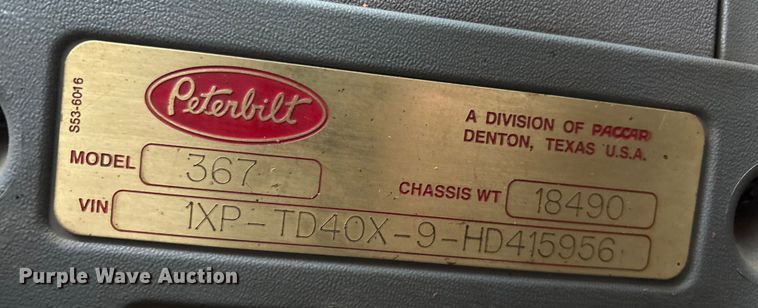 S53-6016
Peterbilt
A DIVISION OF PACCAR
DENTON, TEXAS U.S.A.
MODEL 367
CHASSIS WT 18490
VIN 1XP-TD40X-9-HD415956
Purple Wave Auction